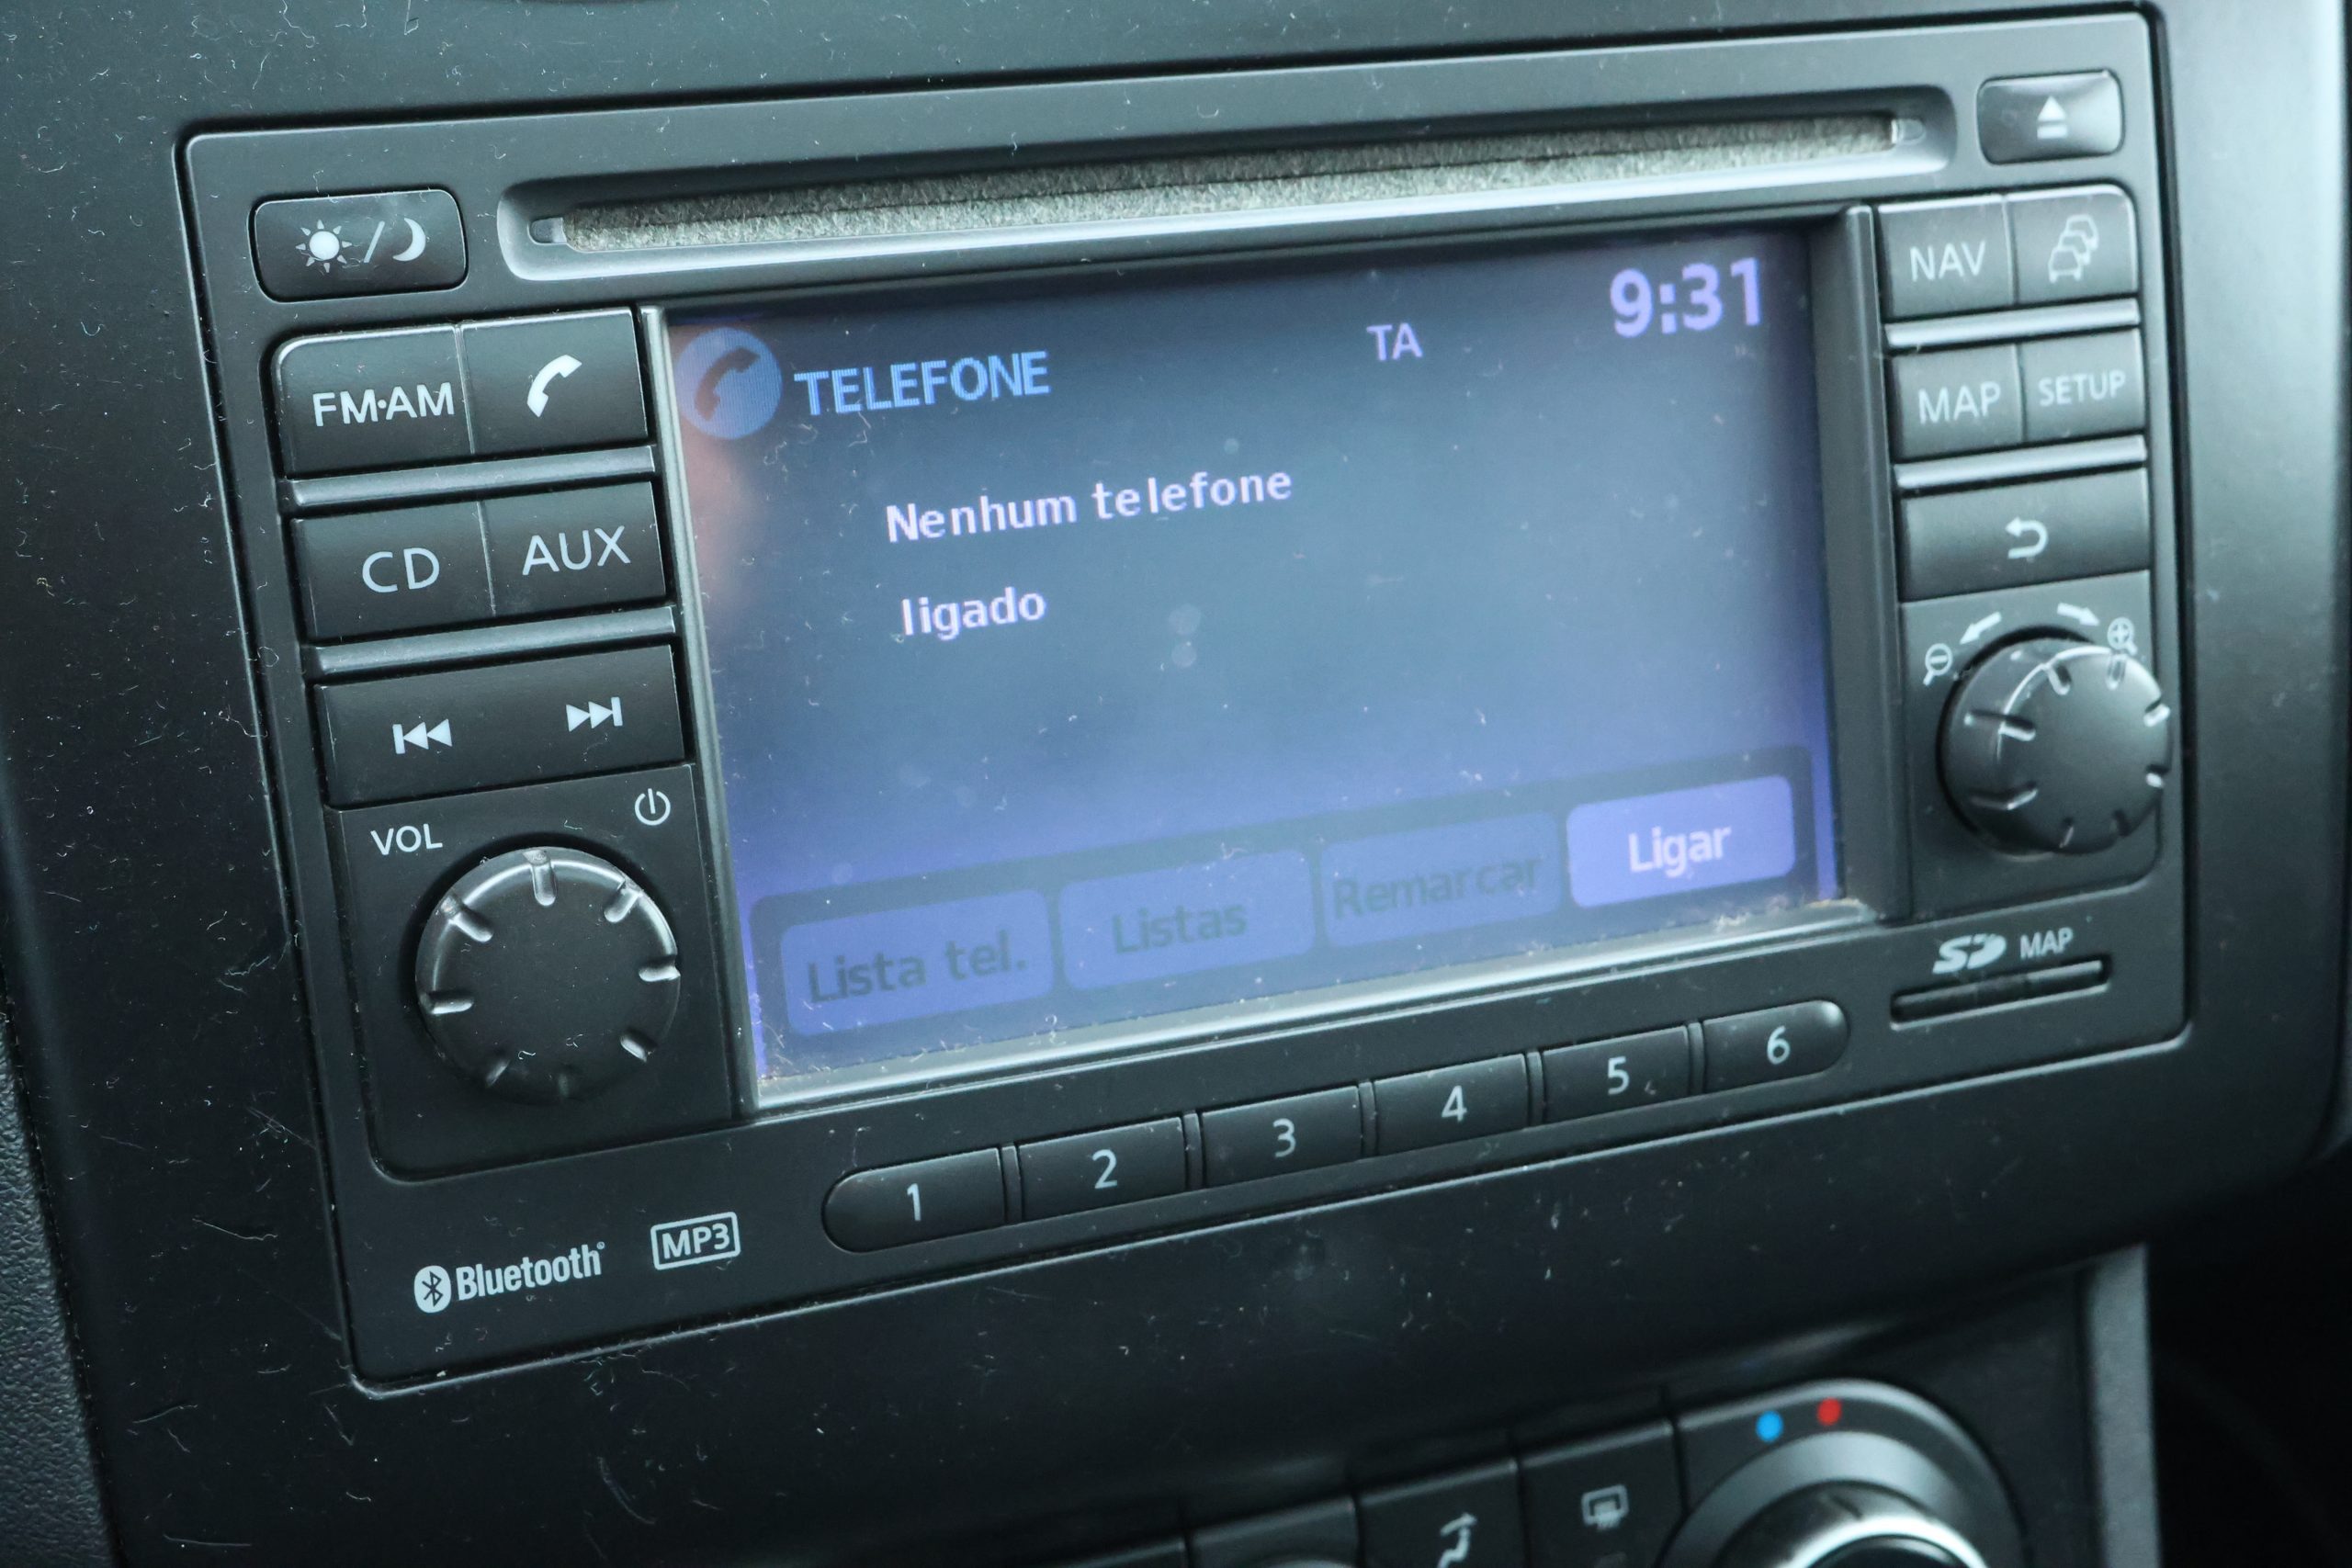 FM·AM
CD
AUX
VOL
TELEFONE
TA
9:31
Nenhum telefone
ligado
Lista tel.
Listas
Remarcar
Ligar
NAV
MAP
SETUP
SD MAP
1 2 3 4 5 6
Bluetooth®
MP3